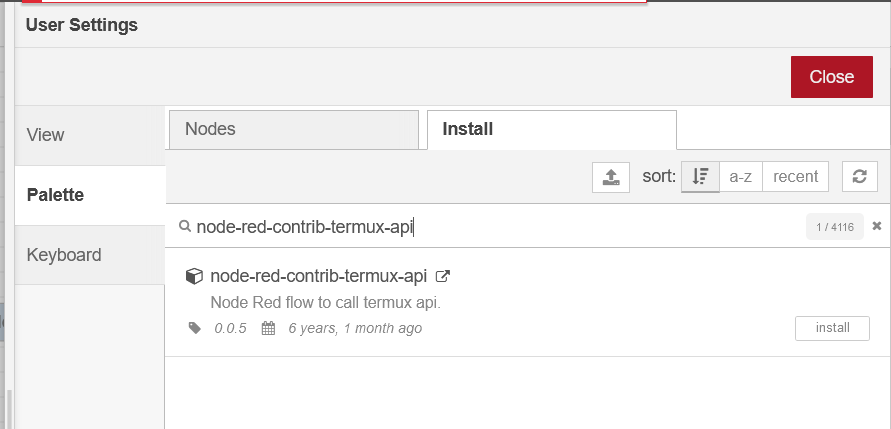 User Settings
Close
View
Palette
Keyboard
Nodes
Install
sort: a-z recent
node-red-contrib-termux-api 1 / 4116
node-red-contrib-termux-api
Node Red flow to call termux api.
0.0.5 6 years, 1 month ago
install